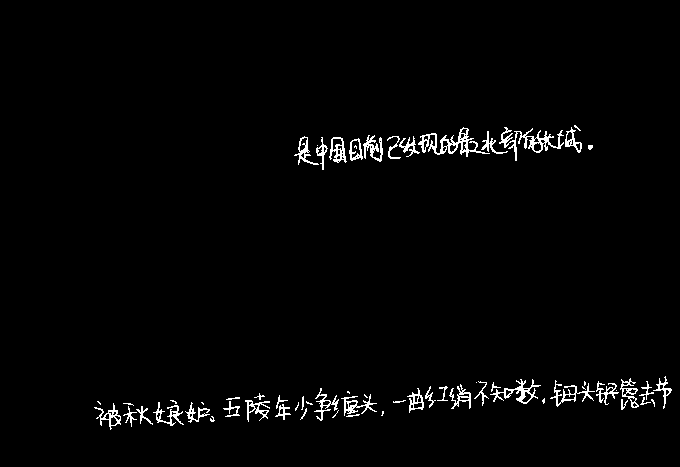 是中国目前已发现的最北部的长城.
被秋娘妒。五陵年少争缠头,一曲红绡不知数.钿头银篦击节